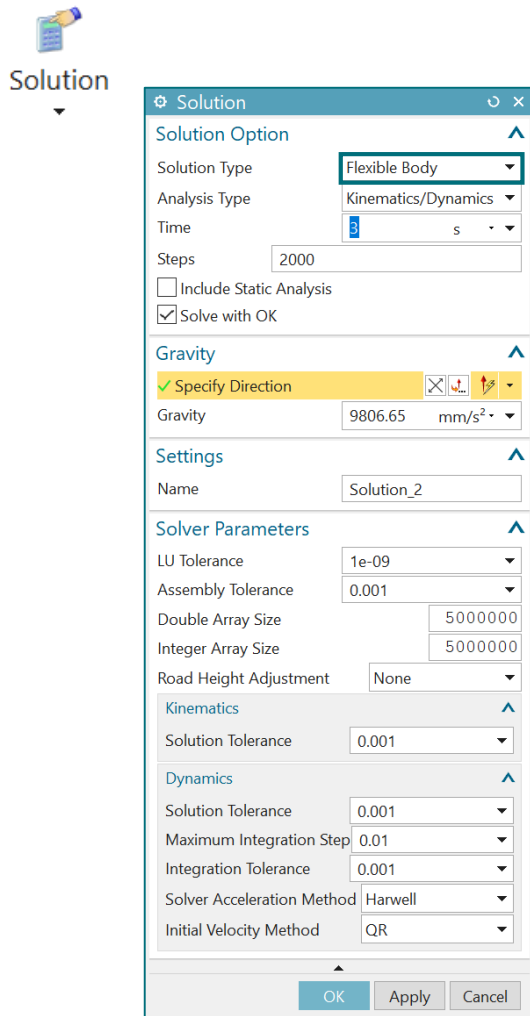 Solution
Solution
Solution Option
Solution Type Flexible Body
Analysis Type Kinematics/Dynamics
Time 3 s
Steps 2000
Include Static Analysis
Solve with OK
Gravity
Specify Direction
Gravity 9806.65 mm/s²
Settings
Name Solution_2
Solver Parameters
LU Tolerance 1e-09
Assembly Tolerance 0.001
Double Array Size 5000000
Integer Array Size 5000000
Road Height Adjustment None
Kinematics
Solution Tolerance 0.001
Dynamics
Solution Tolerance 0.001
Maximum Integration Step 0.01
Integration Tolerance 0.001
Solver Acceleration Method Harwell
Initial Velocity Method QR
OK Apply Cancel